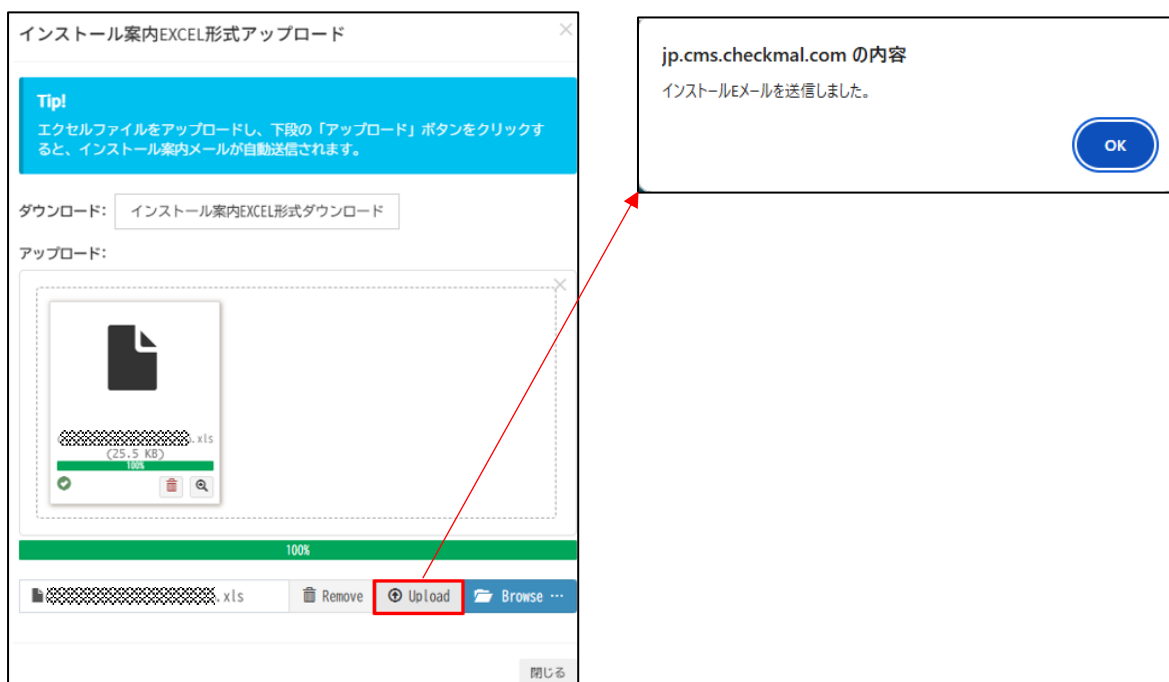 インストール案内EXCEL形式アップロード
Tip!
エクセルファイルをアップロードし、下段の「アップロード」ボタンをクリックす
ると、インストール案内メールが自動送信されます。
ダウンロード:
インストール案内EXCEL形式ダウンロード
アップロード:
.xls
(25.5 KB)
100%
100%
.xls
Remove
Upload
Browse …
閉じる
jp.cms.checkmal.com の内容
インストールEメールを送信しました。
OK